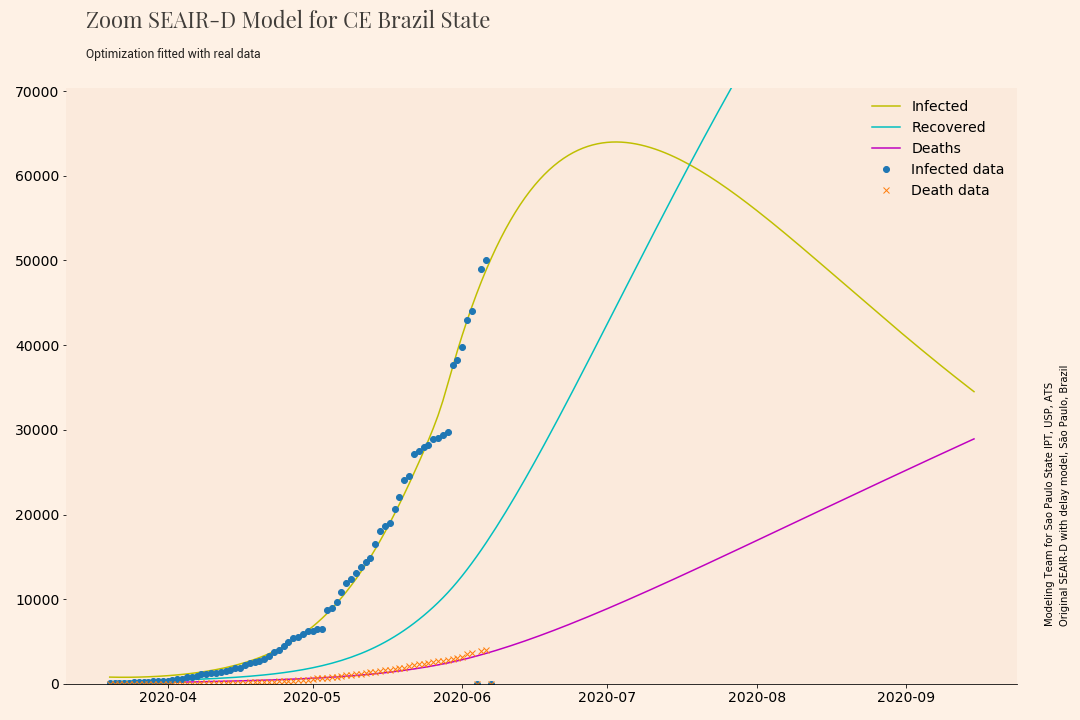 Zoom SEAIR-D Model for CE Brazil State
Optimization fitted with real data
70000
60000
50000
40000
30000
20000
10000
0
Infected
Recovered
Deaths
Infected data
Death data
2020-04
2020-05
2020-06
2020-07
2020-08
2020-09
Modeling Team for Sao Paulo State IPT, USP, ATS
Original SEAIR-D with delay model, São Paulo, Brazil